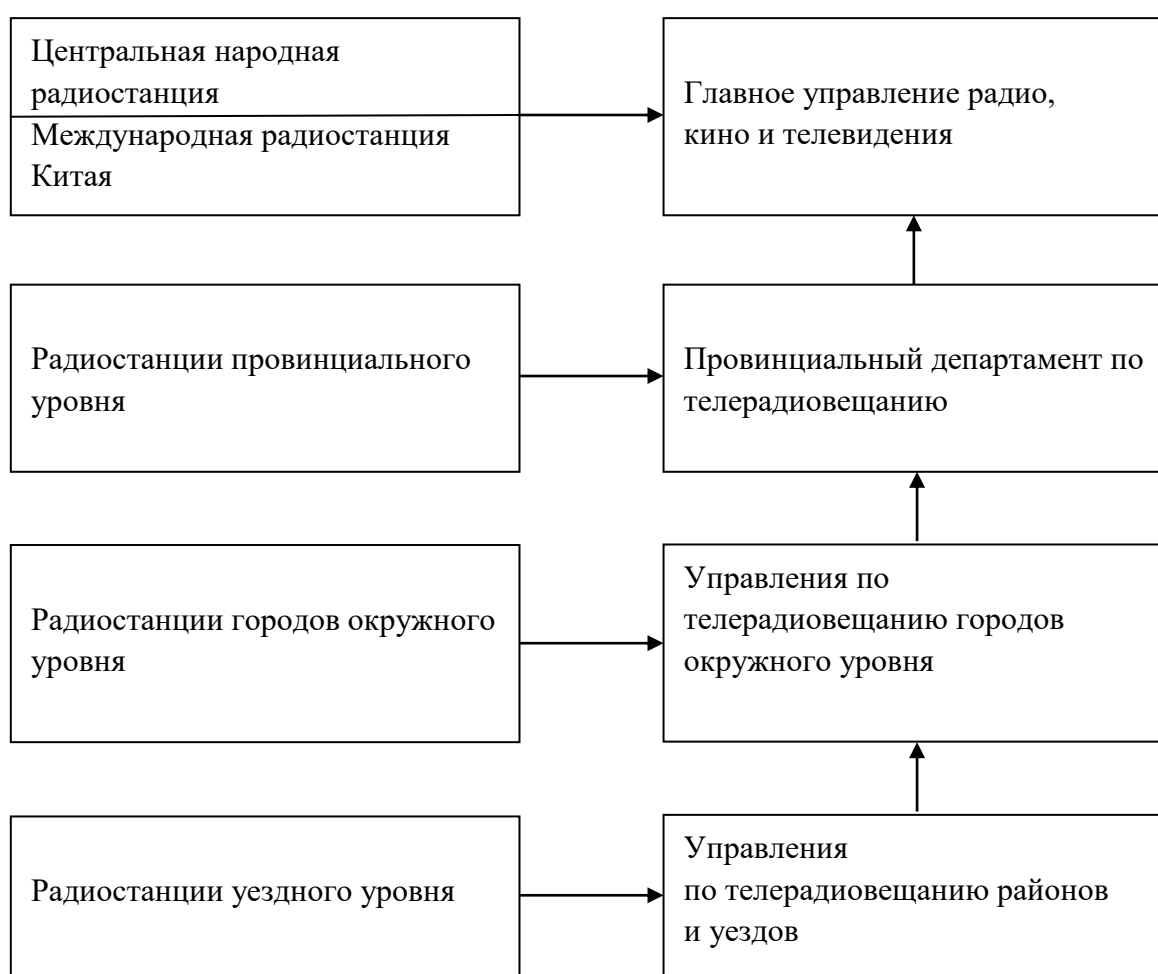 Центральная народная
радиостанция
Международная радиостанция
Китая
Главное управление радио,
кино и телевидения
Радиостанции провинциального
уровня
Провинциальный департамент по
телерадиовещанию
Радиостанции городов окружного
уровня
Управления по
телерадиовещанию городов
окружного уровня
Радиостанции уездного уровня
Управления
по телерадиовещанию районов
и уездов